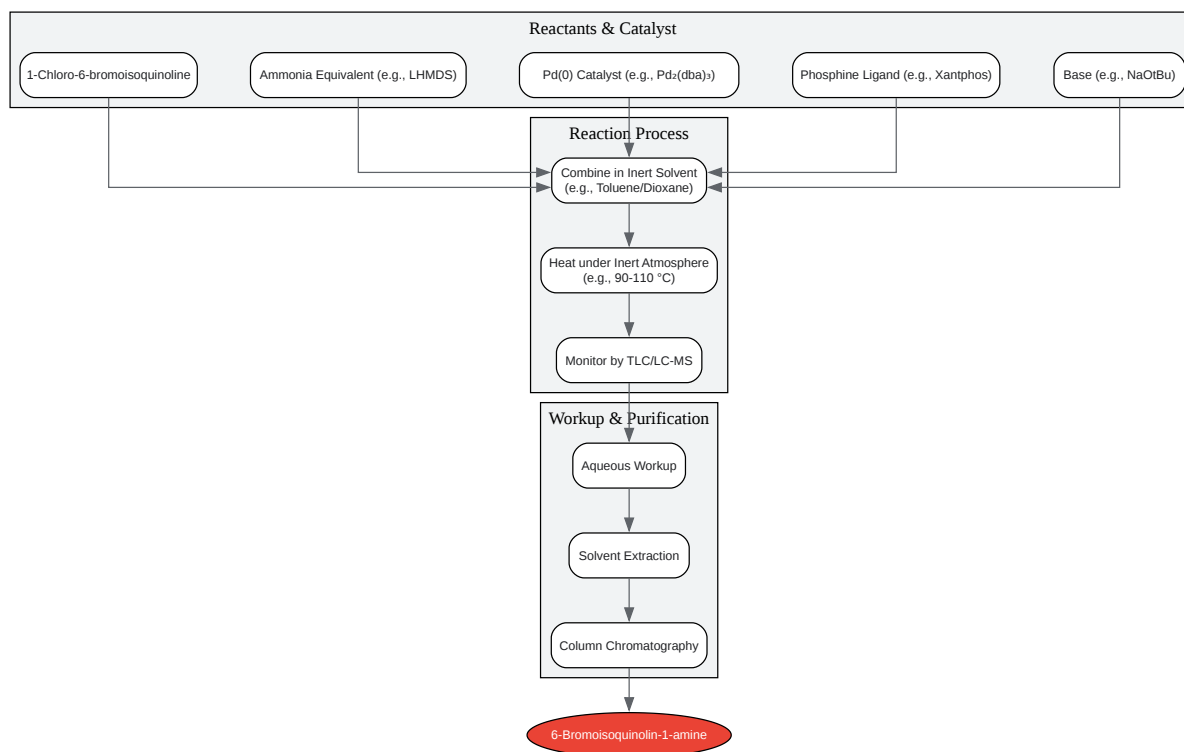 Reactants & Catalyst
1-Chloro-6-bromoisoquinoline
Ammonia Equivalent (e.g., LHMDS)
Pd(0) Catalyst (e.g., Pd₂(dba)₃)
Phosphine Ligand (e.g., Xantphos)
Base (e.g., NaOtBu)
Reaction Process
Combine in Inert Solvent
(e.g., Toluene/Dioxane)
Heat under Inert Atmosphere
(e.g., 90-110 °C)
Monitor by TLC/LC-MS
Workup & Purification
Aqueous Workup
Solvent Extraction
Column Chromatography
6-Bromoisoquinolin-1-amine